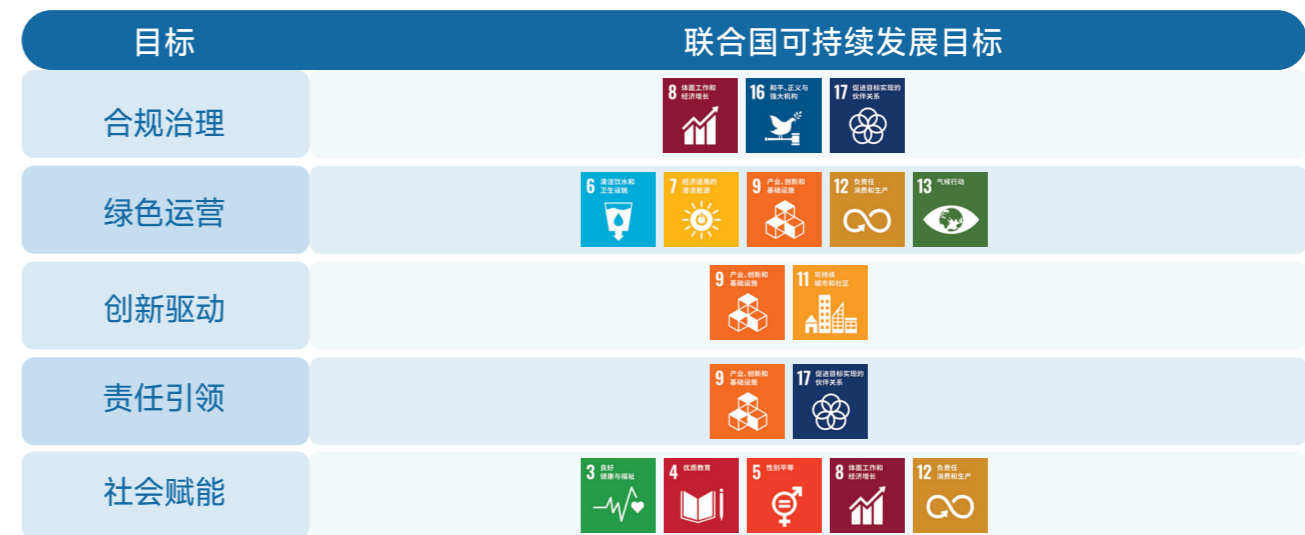 目标
联合国可持续发展目标
合规治理
8 体面工作和
经济增长
16 和平、正义与
强大机构
17 促进目标实现的
伙伴关系
绿色运营
6 清洁饮水和
卫生设施
7 经济适用的
清洁能源
9 产业、创新和
基础设施
12 负责任
消费和生产
13 气候行动
创新驱动
9 产业、创新和
基础设施
11 可持续
城市和社区
责任引领
9 产业、创新和
基础设施
17 促进目标实现的
伙伴关系
社会赋能
3 良好
健康与福祉
4 优质教育
5 性别平等
8 体面工作和
经济增长
12 负责任
消费和生产